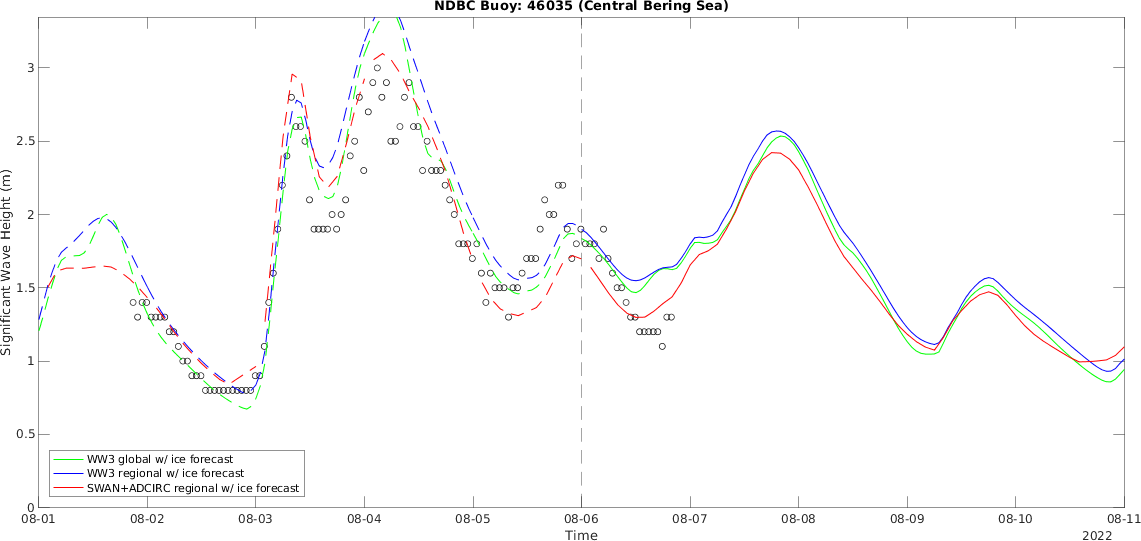 NDBC Buoy: 46035 (Central Bering Sea)
Significant Wave Height (m)
3
2.5
2
1.5
1
0.5
0
WW3 global w/ ice forecast
WW3 regional w/ ice forecast
SWAN+ADCIRC regional w/ ice forecast
08-01 08-02 08-03 08-04 08-05 08-06 08-07 08-08 08-09 08-10 08-11
Time
2022